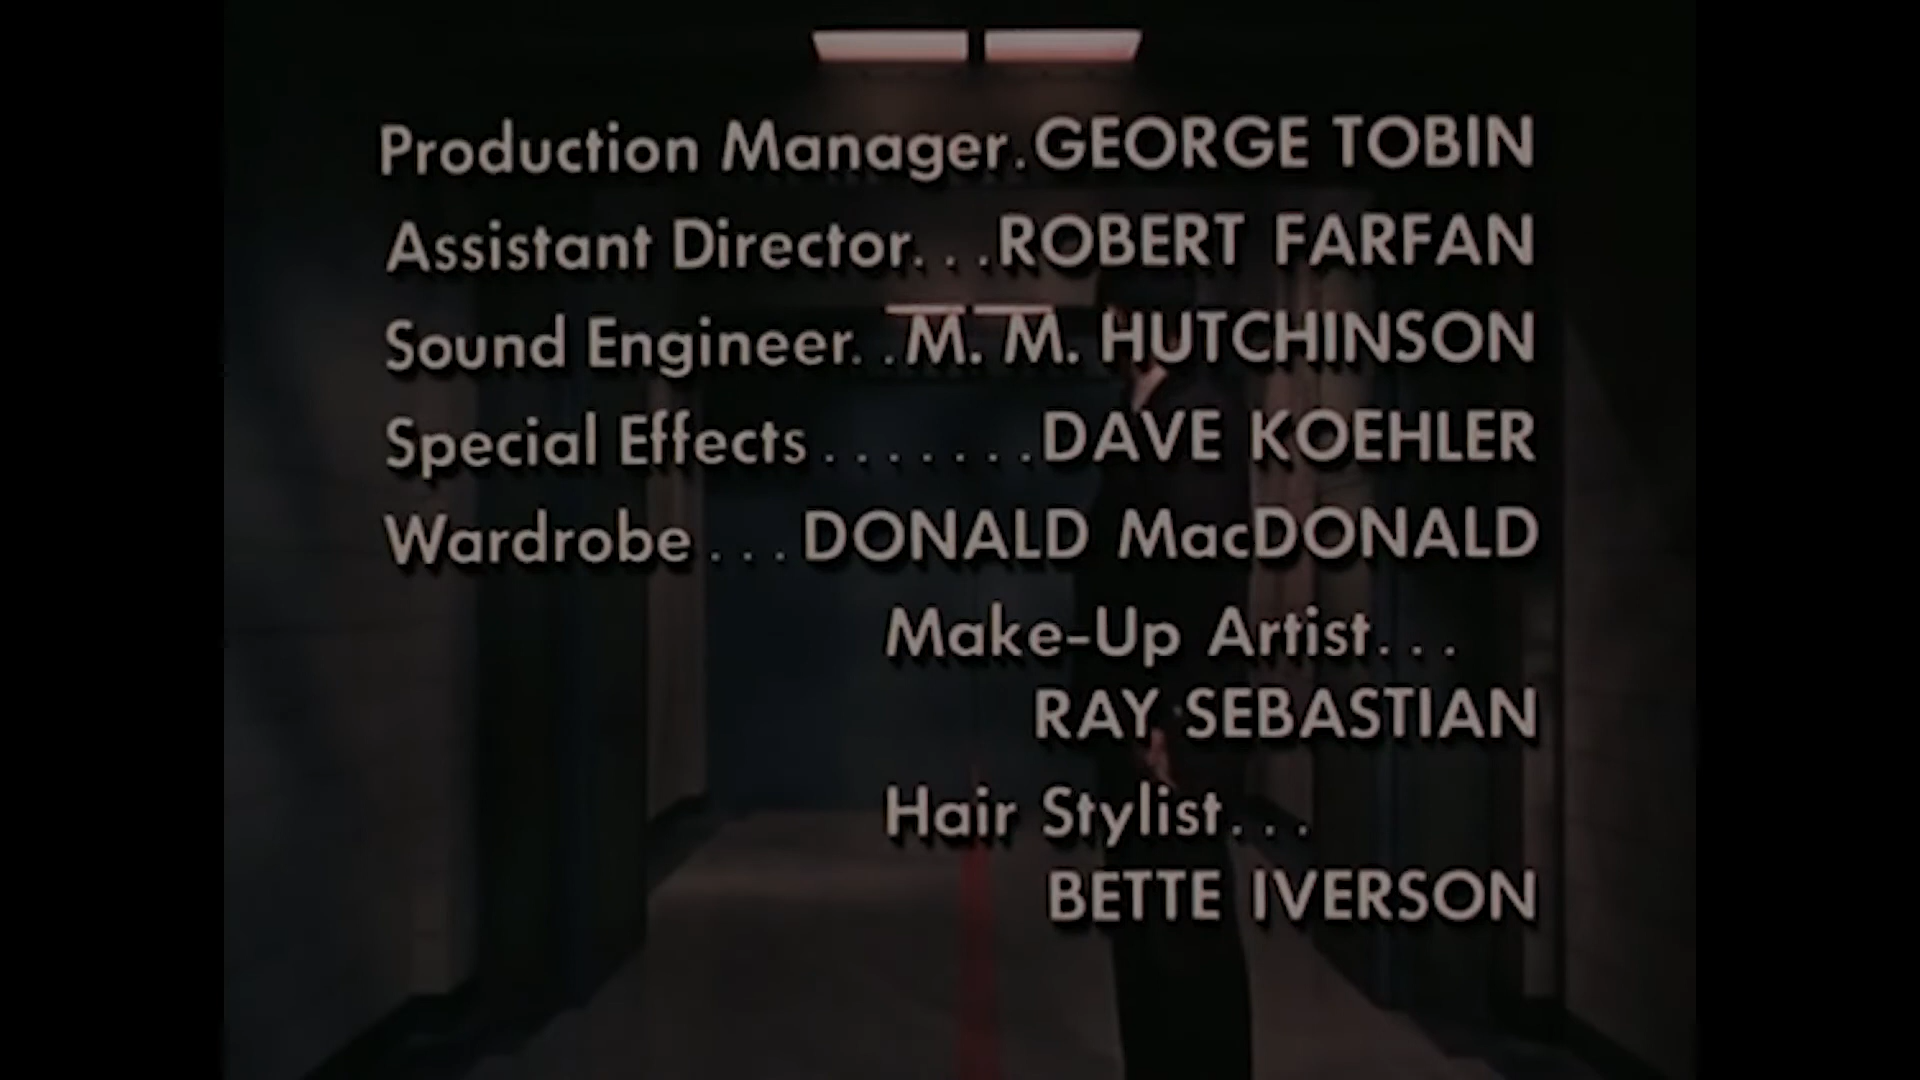 Production Manager.GEORGE TOBIN
Assistant Director...ROBERT FARFAN
Sound Engineer..M. M. HUTCHINSON
Special Effects.......DAVE KOEHLER
Wardrobe...DONALD MacDONALD
Make-Up Artist...
RAY SEBASTIAN
Hair Stylist...
BETTE IVERSON